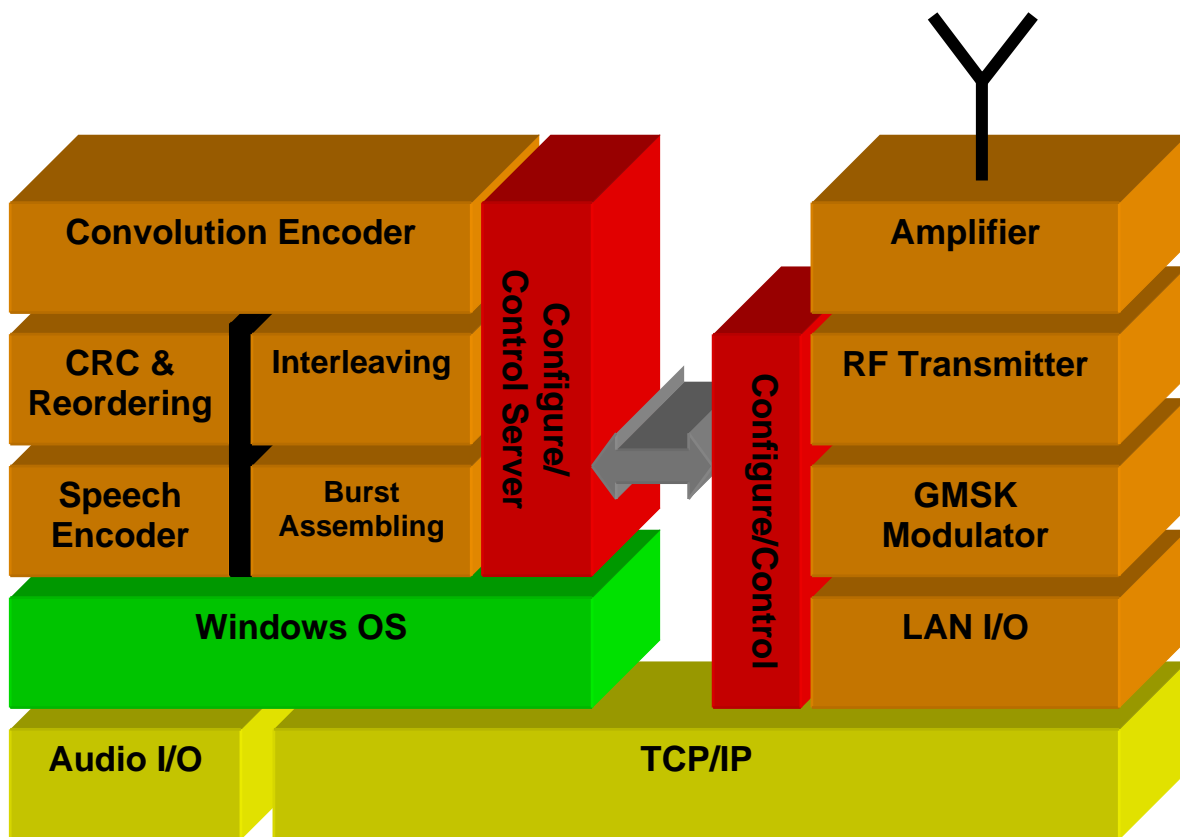 Convolution Encoder
CRC &
Reordering
Interleaving
Speech
Encoder
Burst
Assembling
Configure/
Control Server
Windows OS
Audio I/O
TCP/IP
Configure/Control
Amplifier
RF Transmitter
GMSK
Modulator
LAN I/O